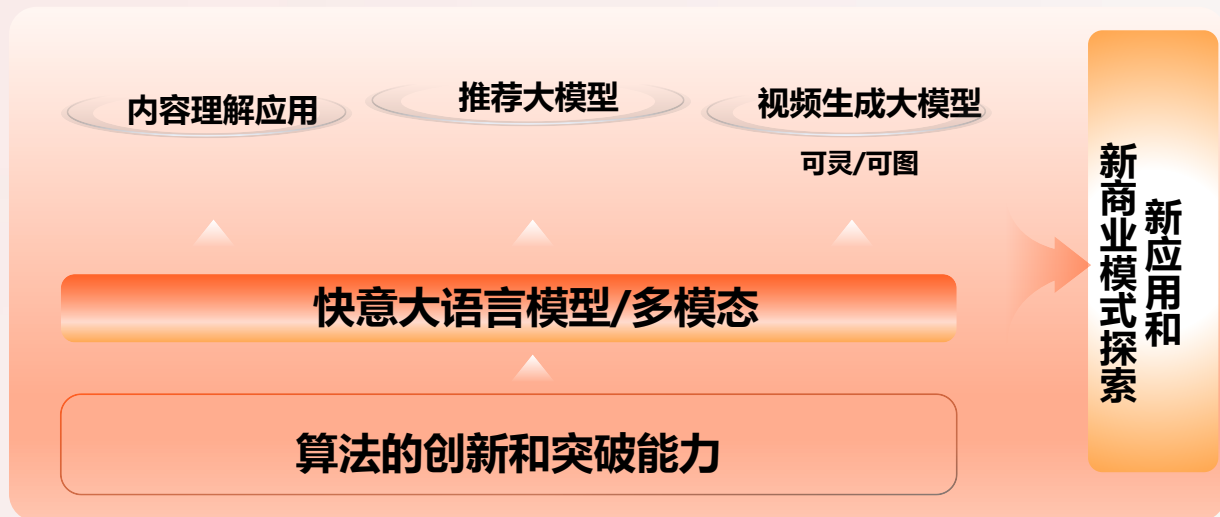 内容理解应用
推荐大模型
视频生成大模型
可灵/可图
快意大语言模型/多模态
算法的创新和突破能力
新应用和
新商业模式探索